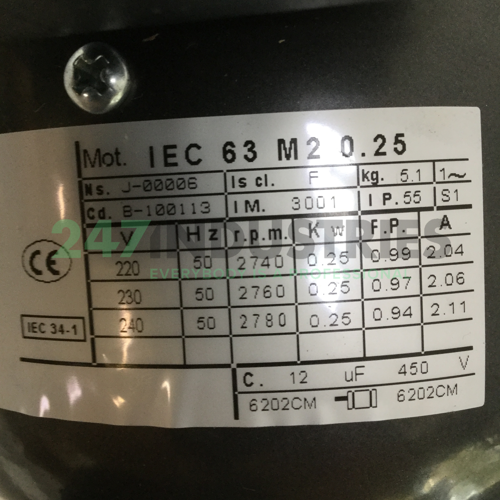 Mot. IEC 63 M2 0.25
Ns. J-00006 Is cl. F kg. 5.1 1~
Cd. B-100113 IM. 3001 IP.55 S1
Hz r.p.m. Kw F.P. A
220 50 2740 0.25 0.99 2.04
230 50 2760 0.25 0.97 2.06
240 50 2780 0.25 0.94 2.11
CE
IEC 34-1
C. 12 uF 450 V
6202CM 6202CM
247INDUSTRIES